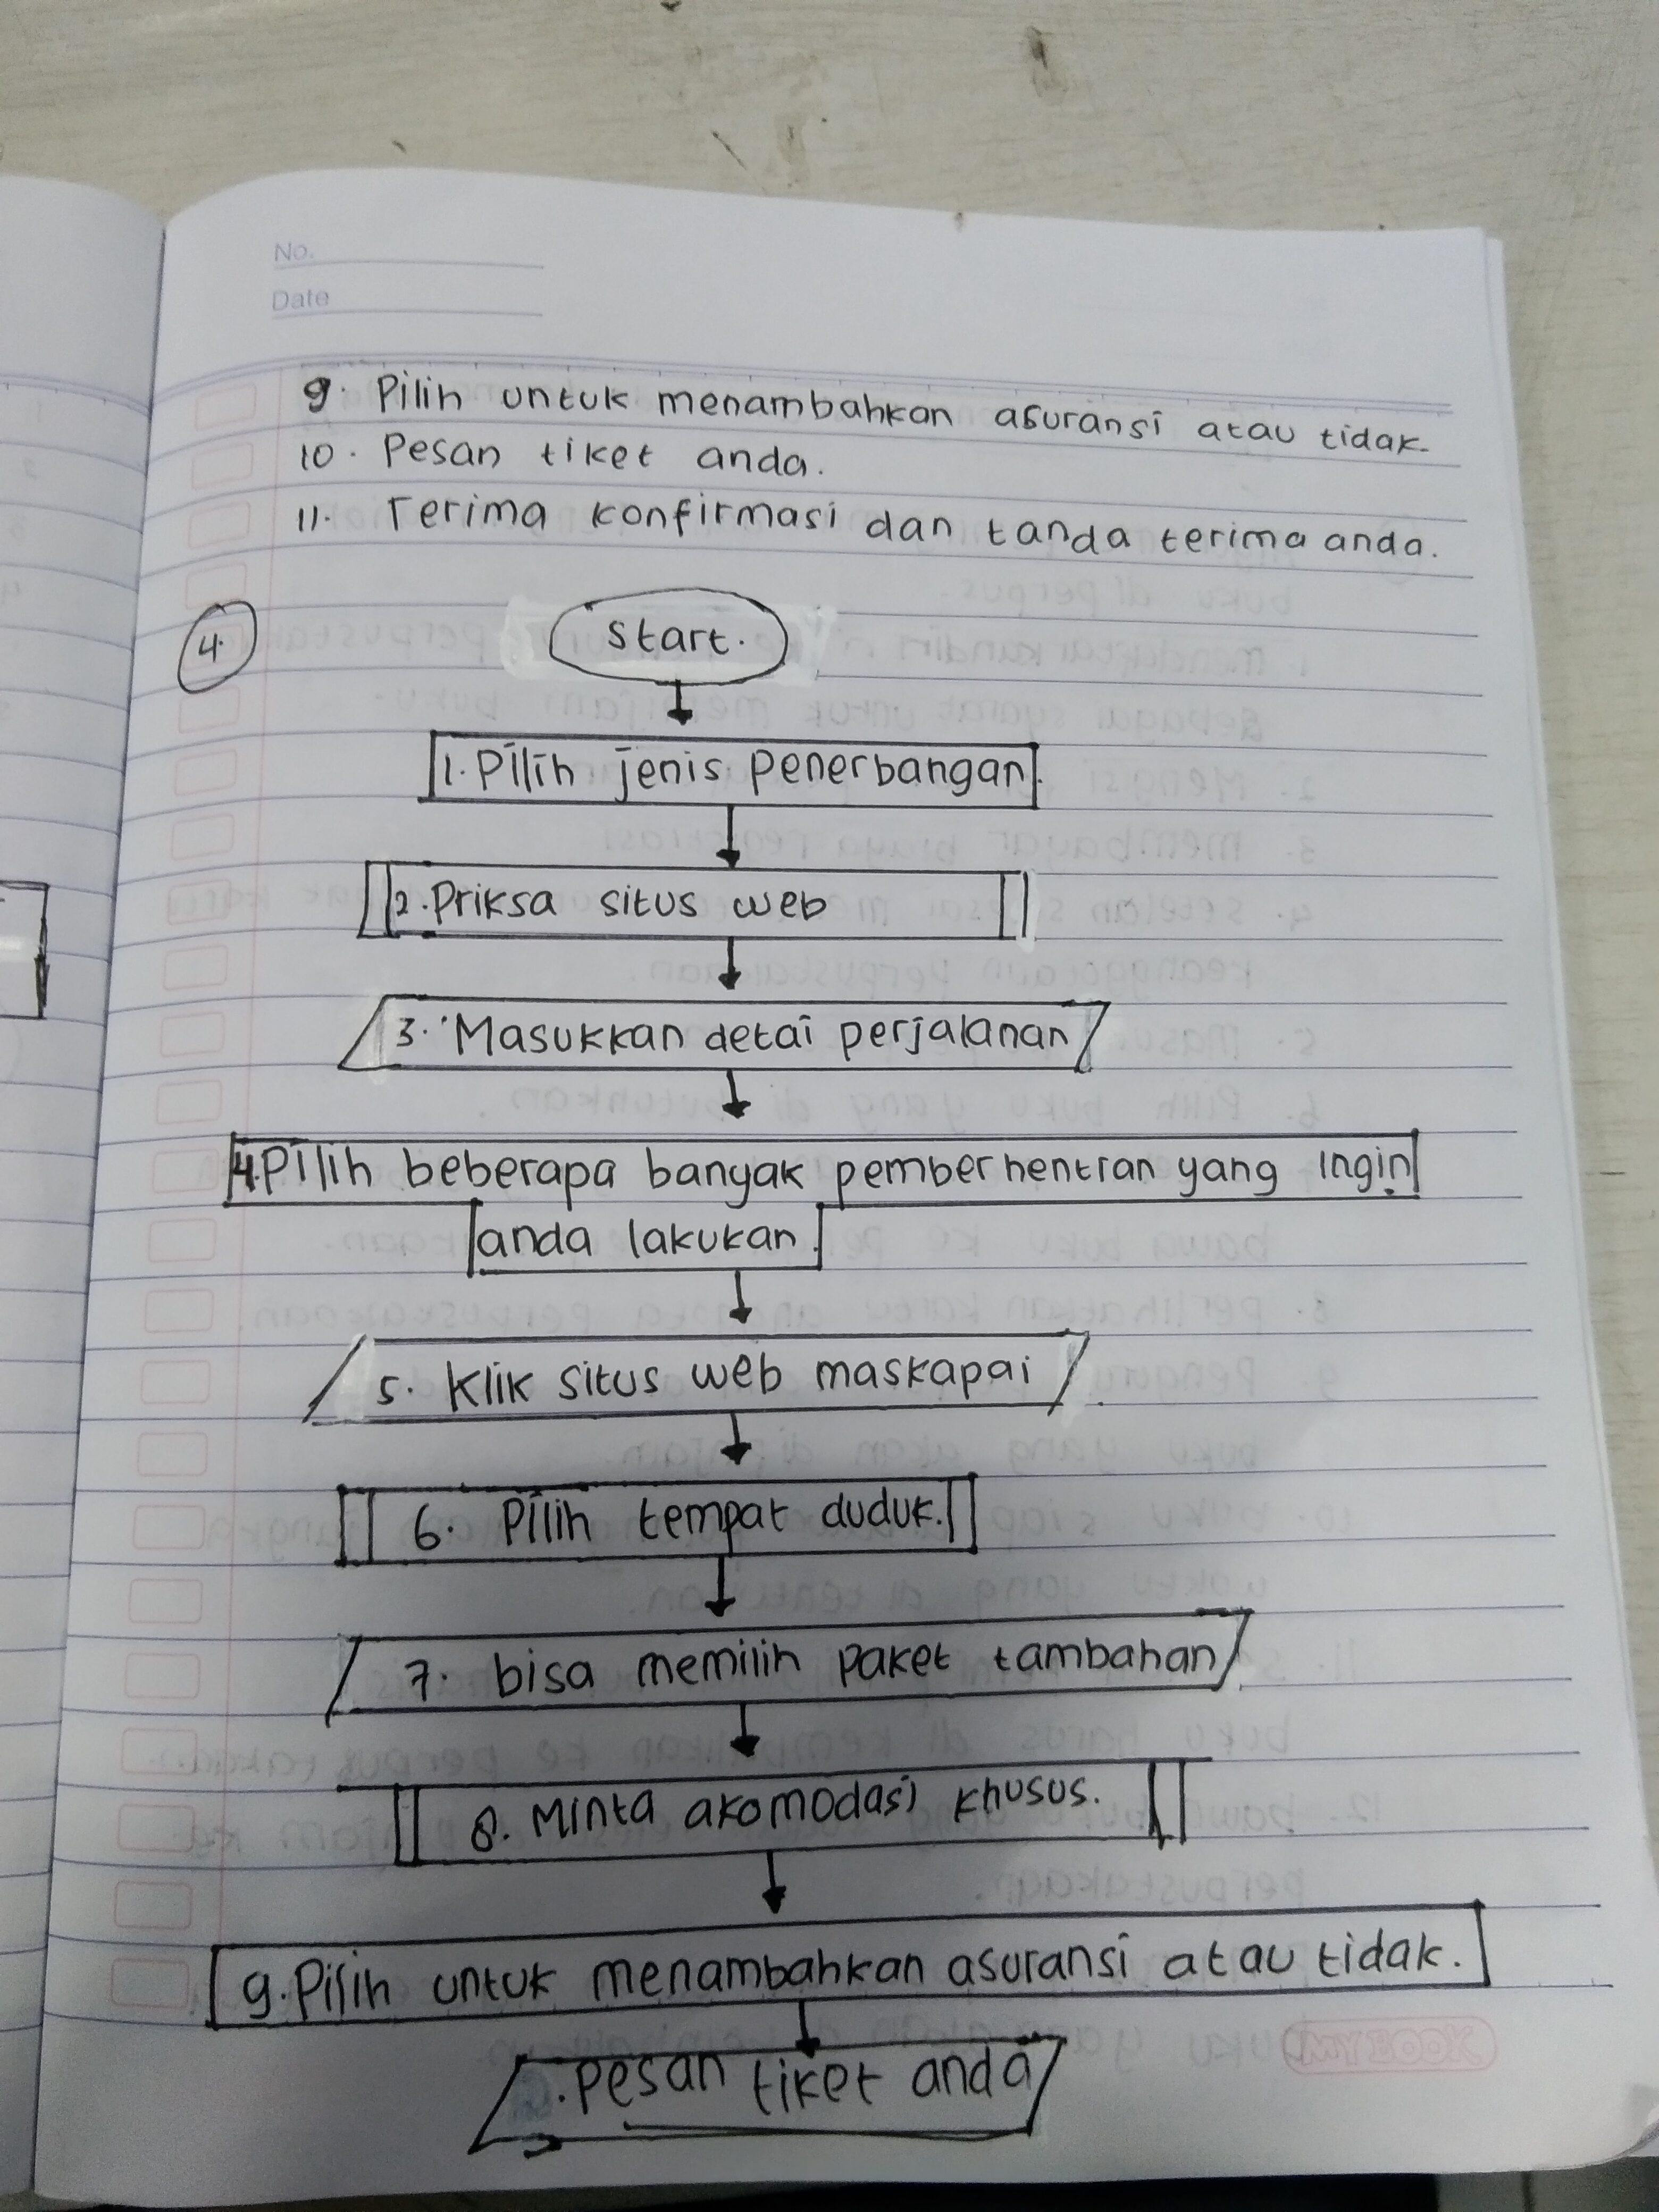 No.
Date
9. Pilih untuk menambahkan asuransi atau tidak.
10. Pesan tiket anda.
11. Terima konfirmasi dan tanda terima anda.
4.
Start.
1. Pilih jenis Penerbangan.
2. Priksa situs web
3. Masukkan detai perjalanan
4. Pilih beberapa banyak pemberhentian yang ingin
anda lakukan.
5. Klik situs web maskapai
6. Pilih tempat duduk.
7. bisa memilih paket tambahan
8. Minta akomodasi khusus.
9. Pilih untuk menambahkan asuransi atau tidak.
. Pesan tiket anda